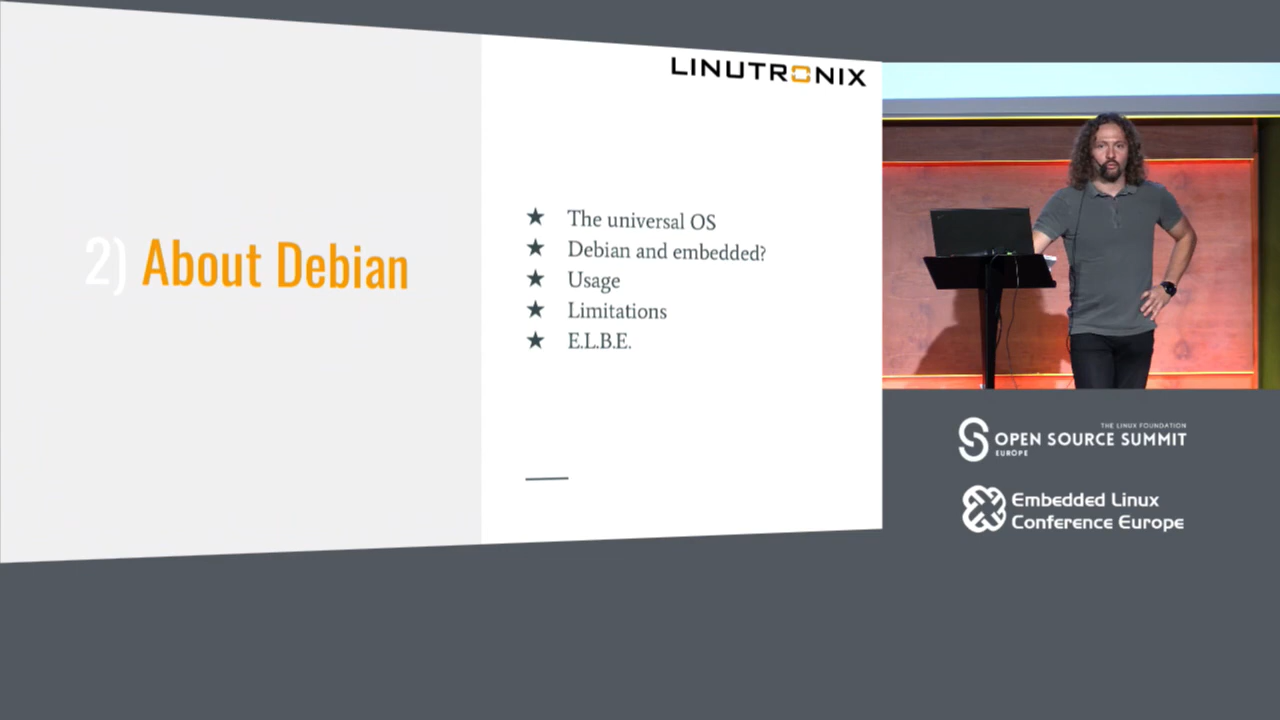 LINUTRONIX
2) About Debian
★ The universal OS
★ Debian and embedded?
★ Usage
★ Limitations
★ E.L.B.E.
THE LINUX FOUNDATION
OPEN SOURCE SUMMIT
EUROPE
Embedded Linux
Conference Europe